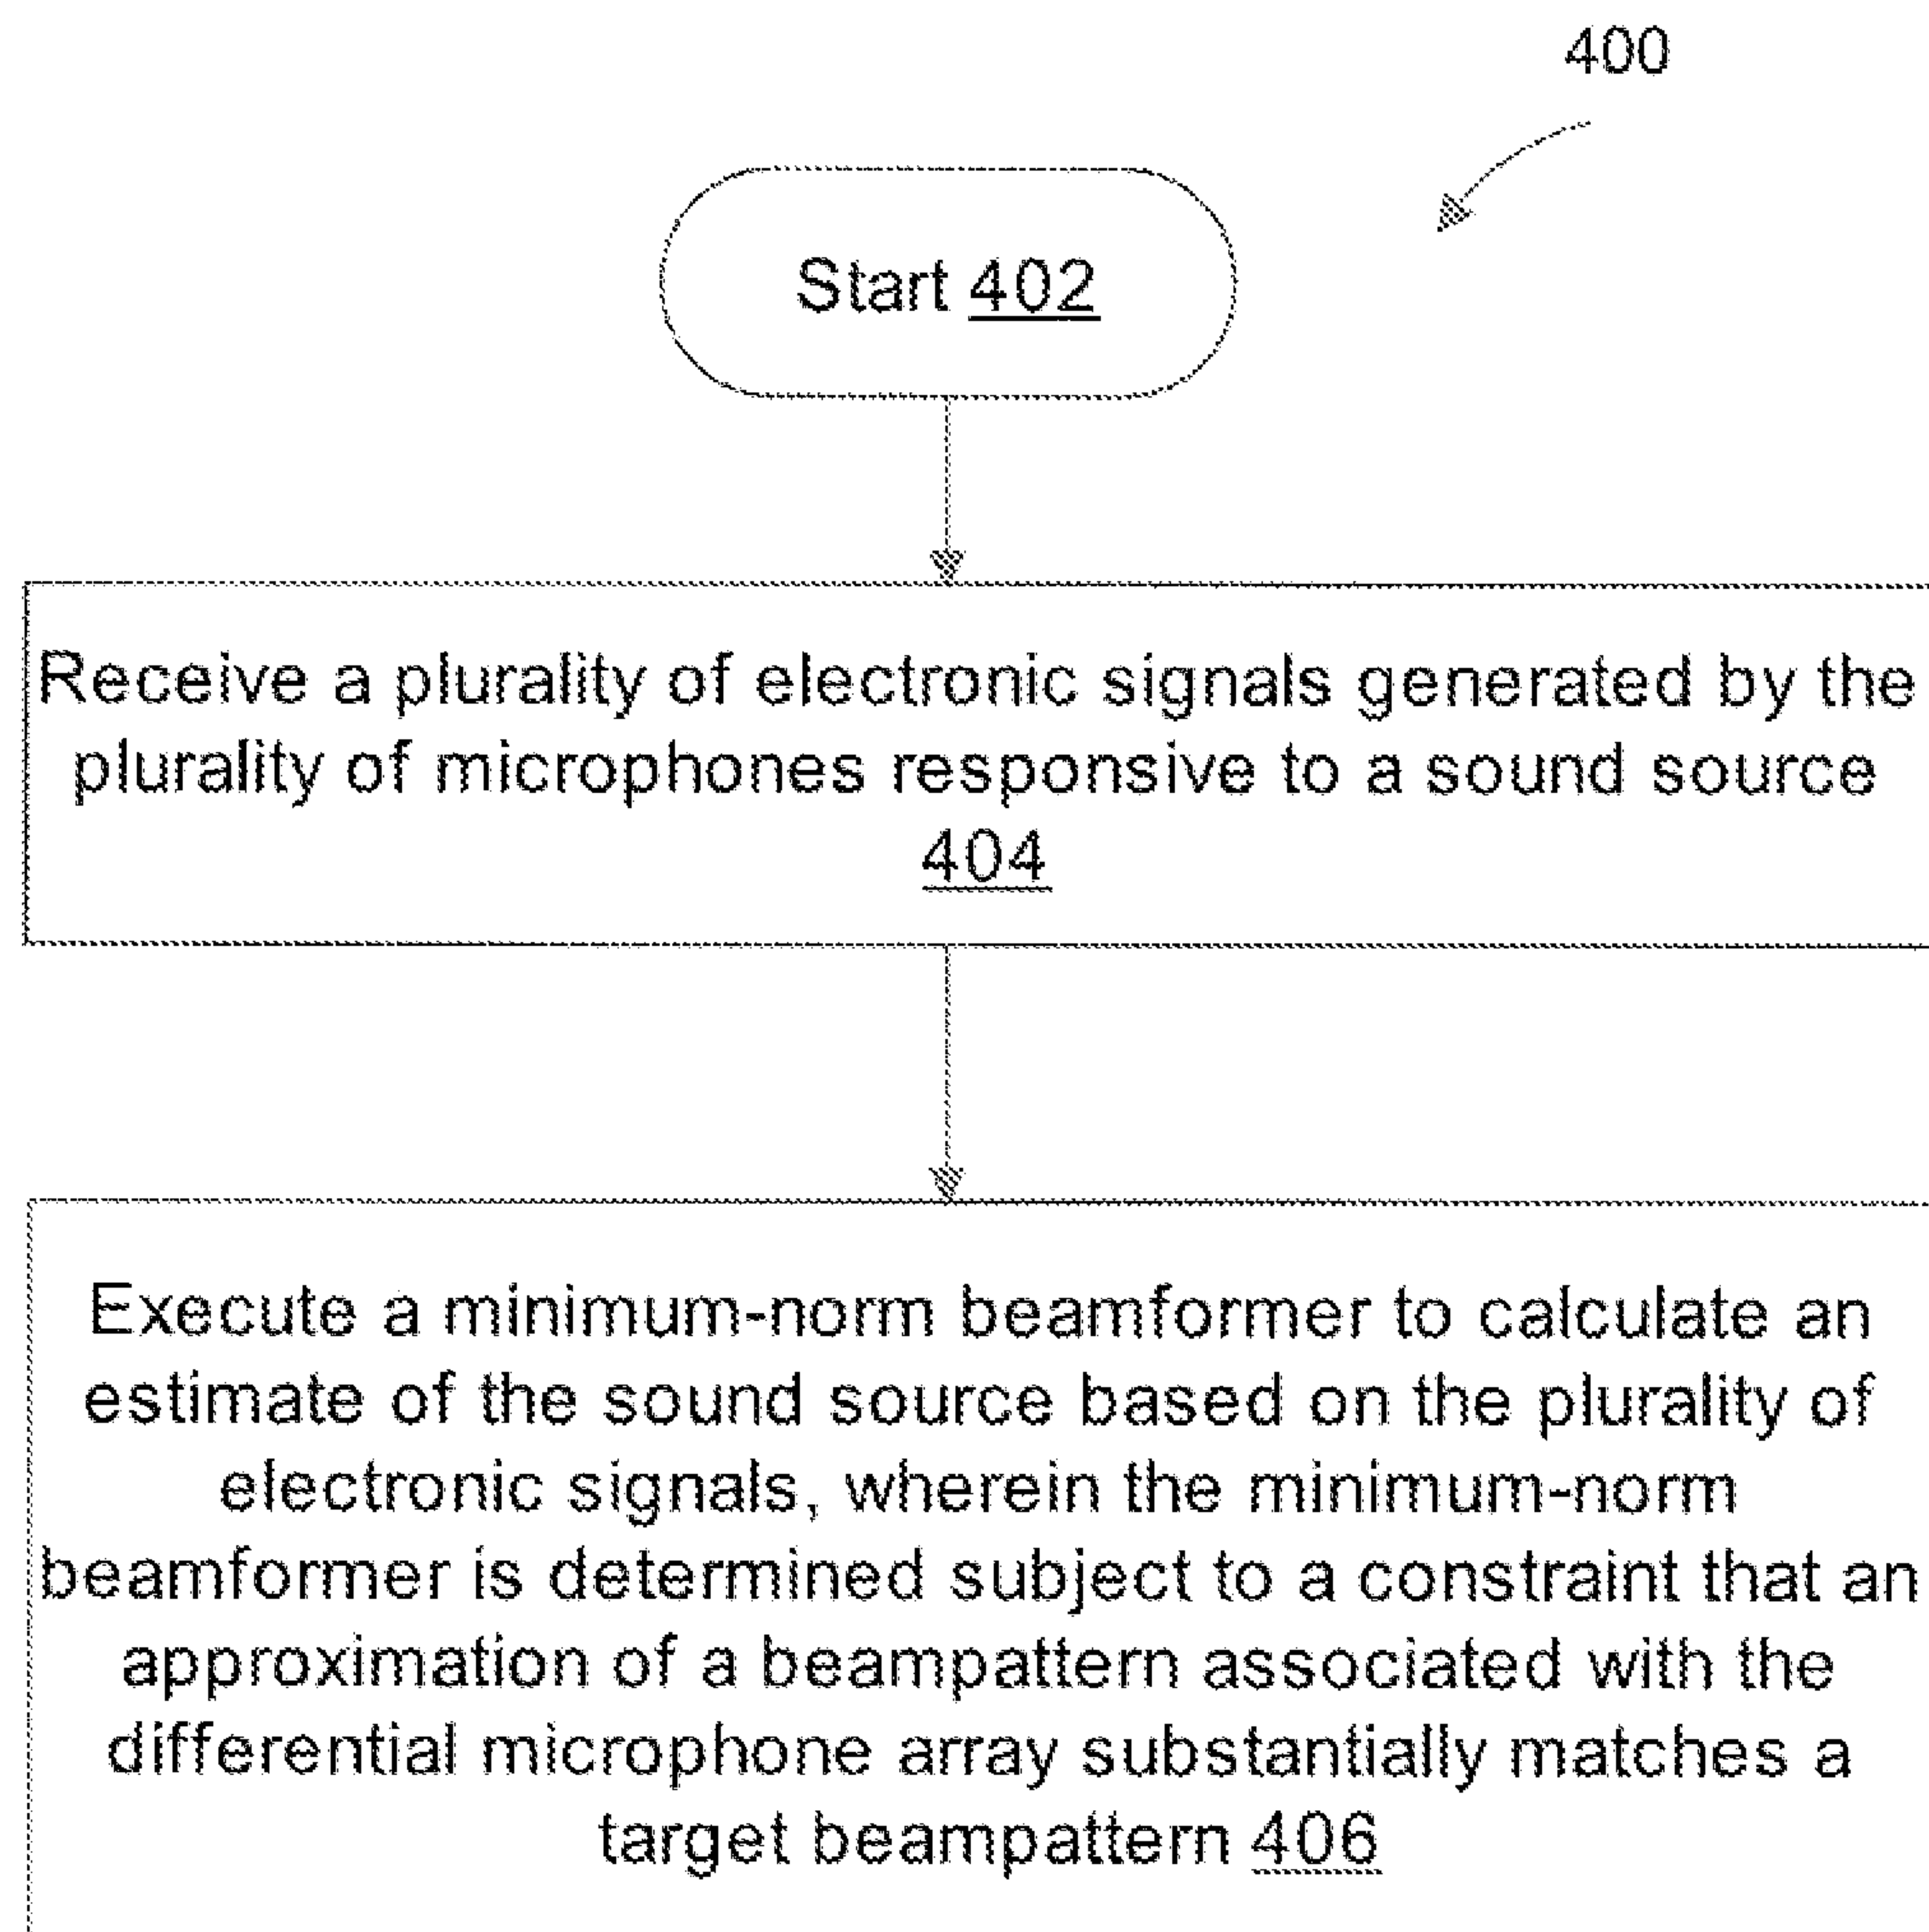 400
Start 402
Receive a plurality of electronic signals generated by the
plurality of microphones responsive to a sound source
404
Execute a minimum-norm beamformer to calculate an
estimate of the sound source based on the plurality of
electronic signals, wherein the minimum-norm
beamformer is determined subject to a constraint that an
approximation of a beampattern associated with the
differential microphone array substantially matches a
target beampattern 406